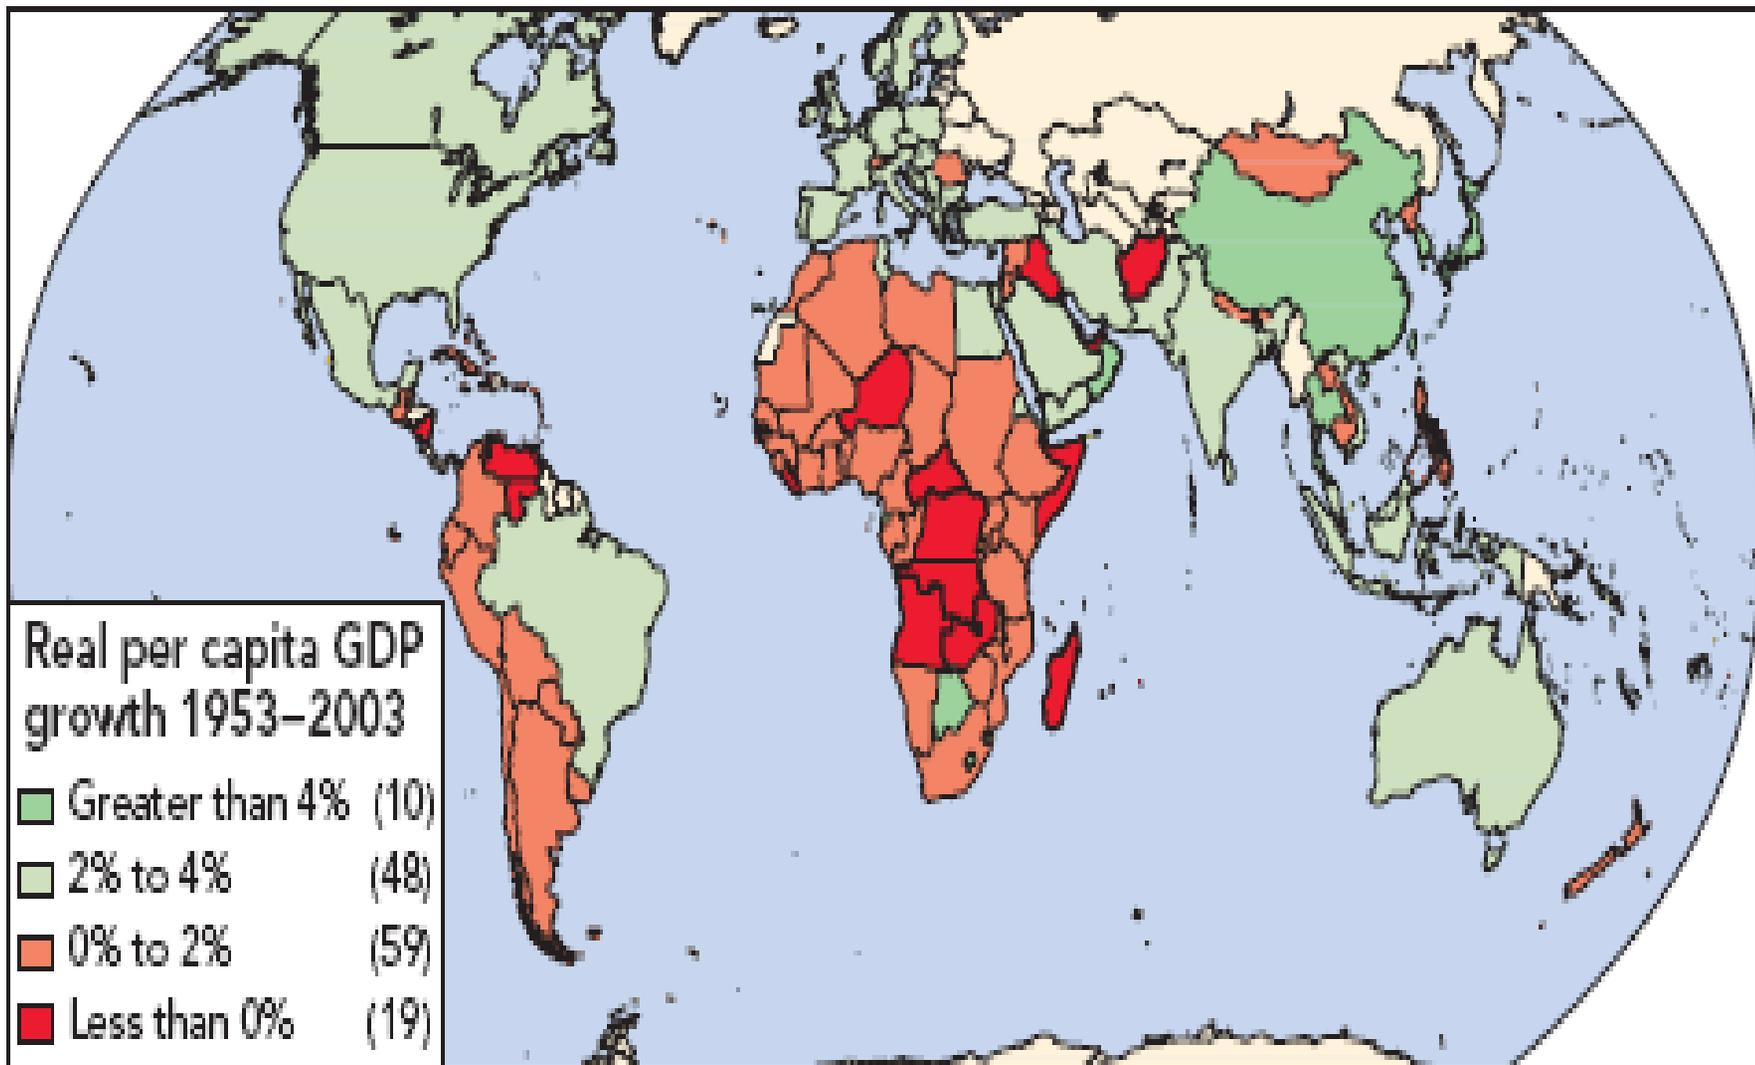 Real per capita GDP
growth 1953–2003
Greater than 4% (10)
2% to 4% (48)
0% to 2% (59)
Less than 0% (19)